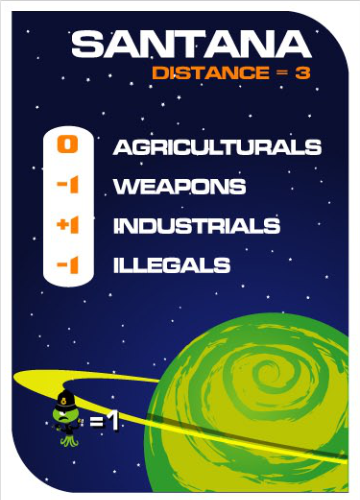 SANTANA
DISTANCE = 3
0 AGRICULTURALS
-1 WEAPONS
+1 INDUSTRIALS
-1 ILLEGALS
=1